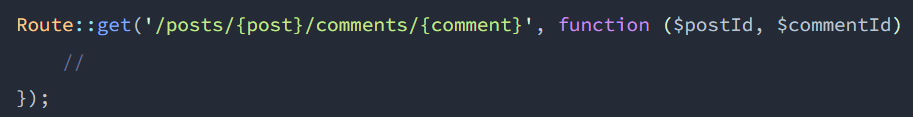 Route::get('/posts/{post}/comments/{comment}', function ($postId, $commentId)
//
});